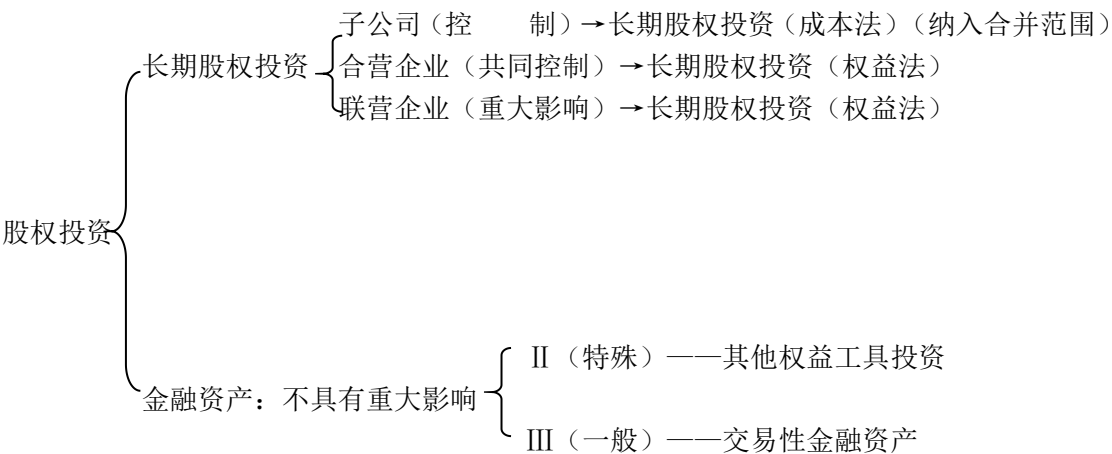 子公司（控　　制）→长期股权投资（成本法）（纳入合并范围）
长期股权投资
合营企业（共同控制）→长期股权投资（权益法）
联营企业（重大影响）→长期股权投资（权益法）
股权投资
Ⅱ（特殊）——其他权益工具投资
金融资产：不具有重大影响
Ⅲ（一般）——交易性金融资产